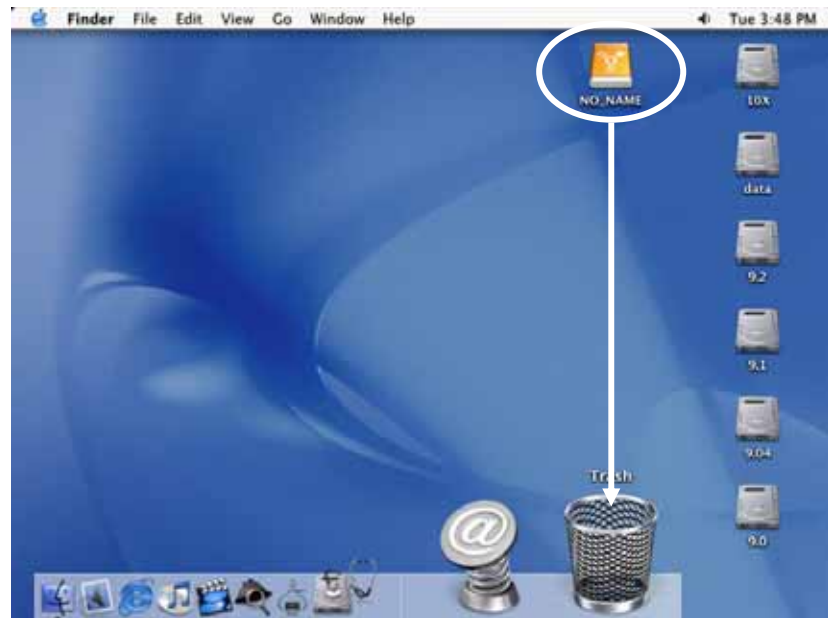 Finder File Edit View Go Window Help Tue 3:48 PM
NO_NAME
10X
data
9.2
9.1
9.04
Trash
9.0
@